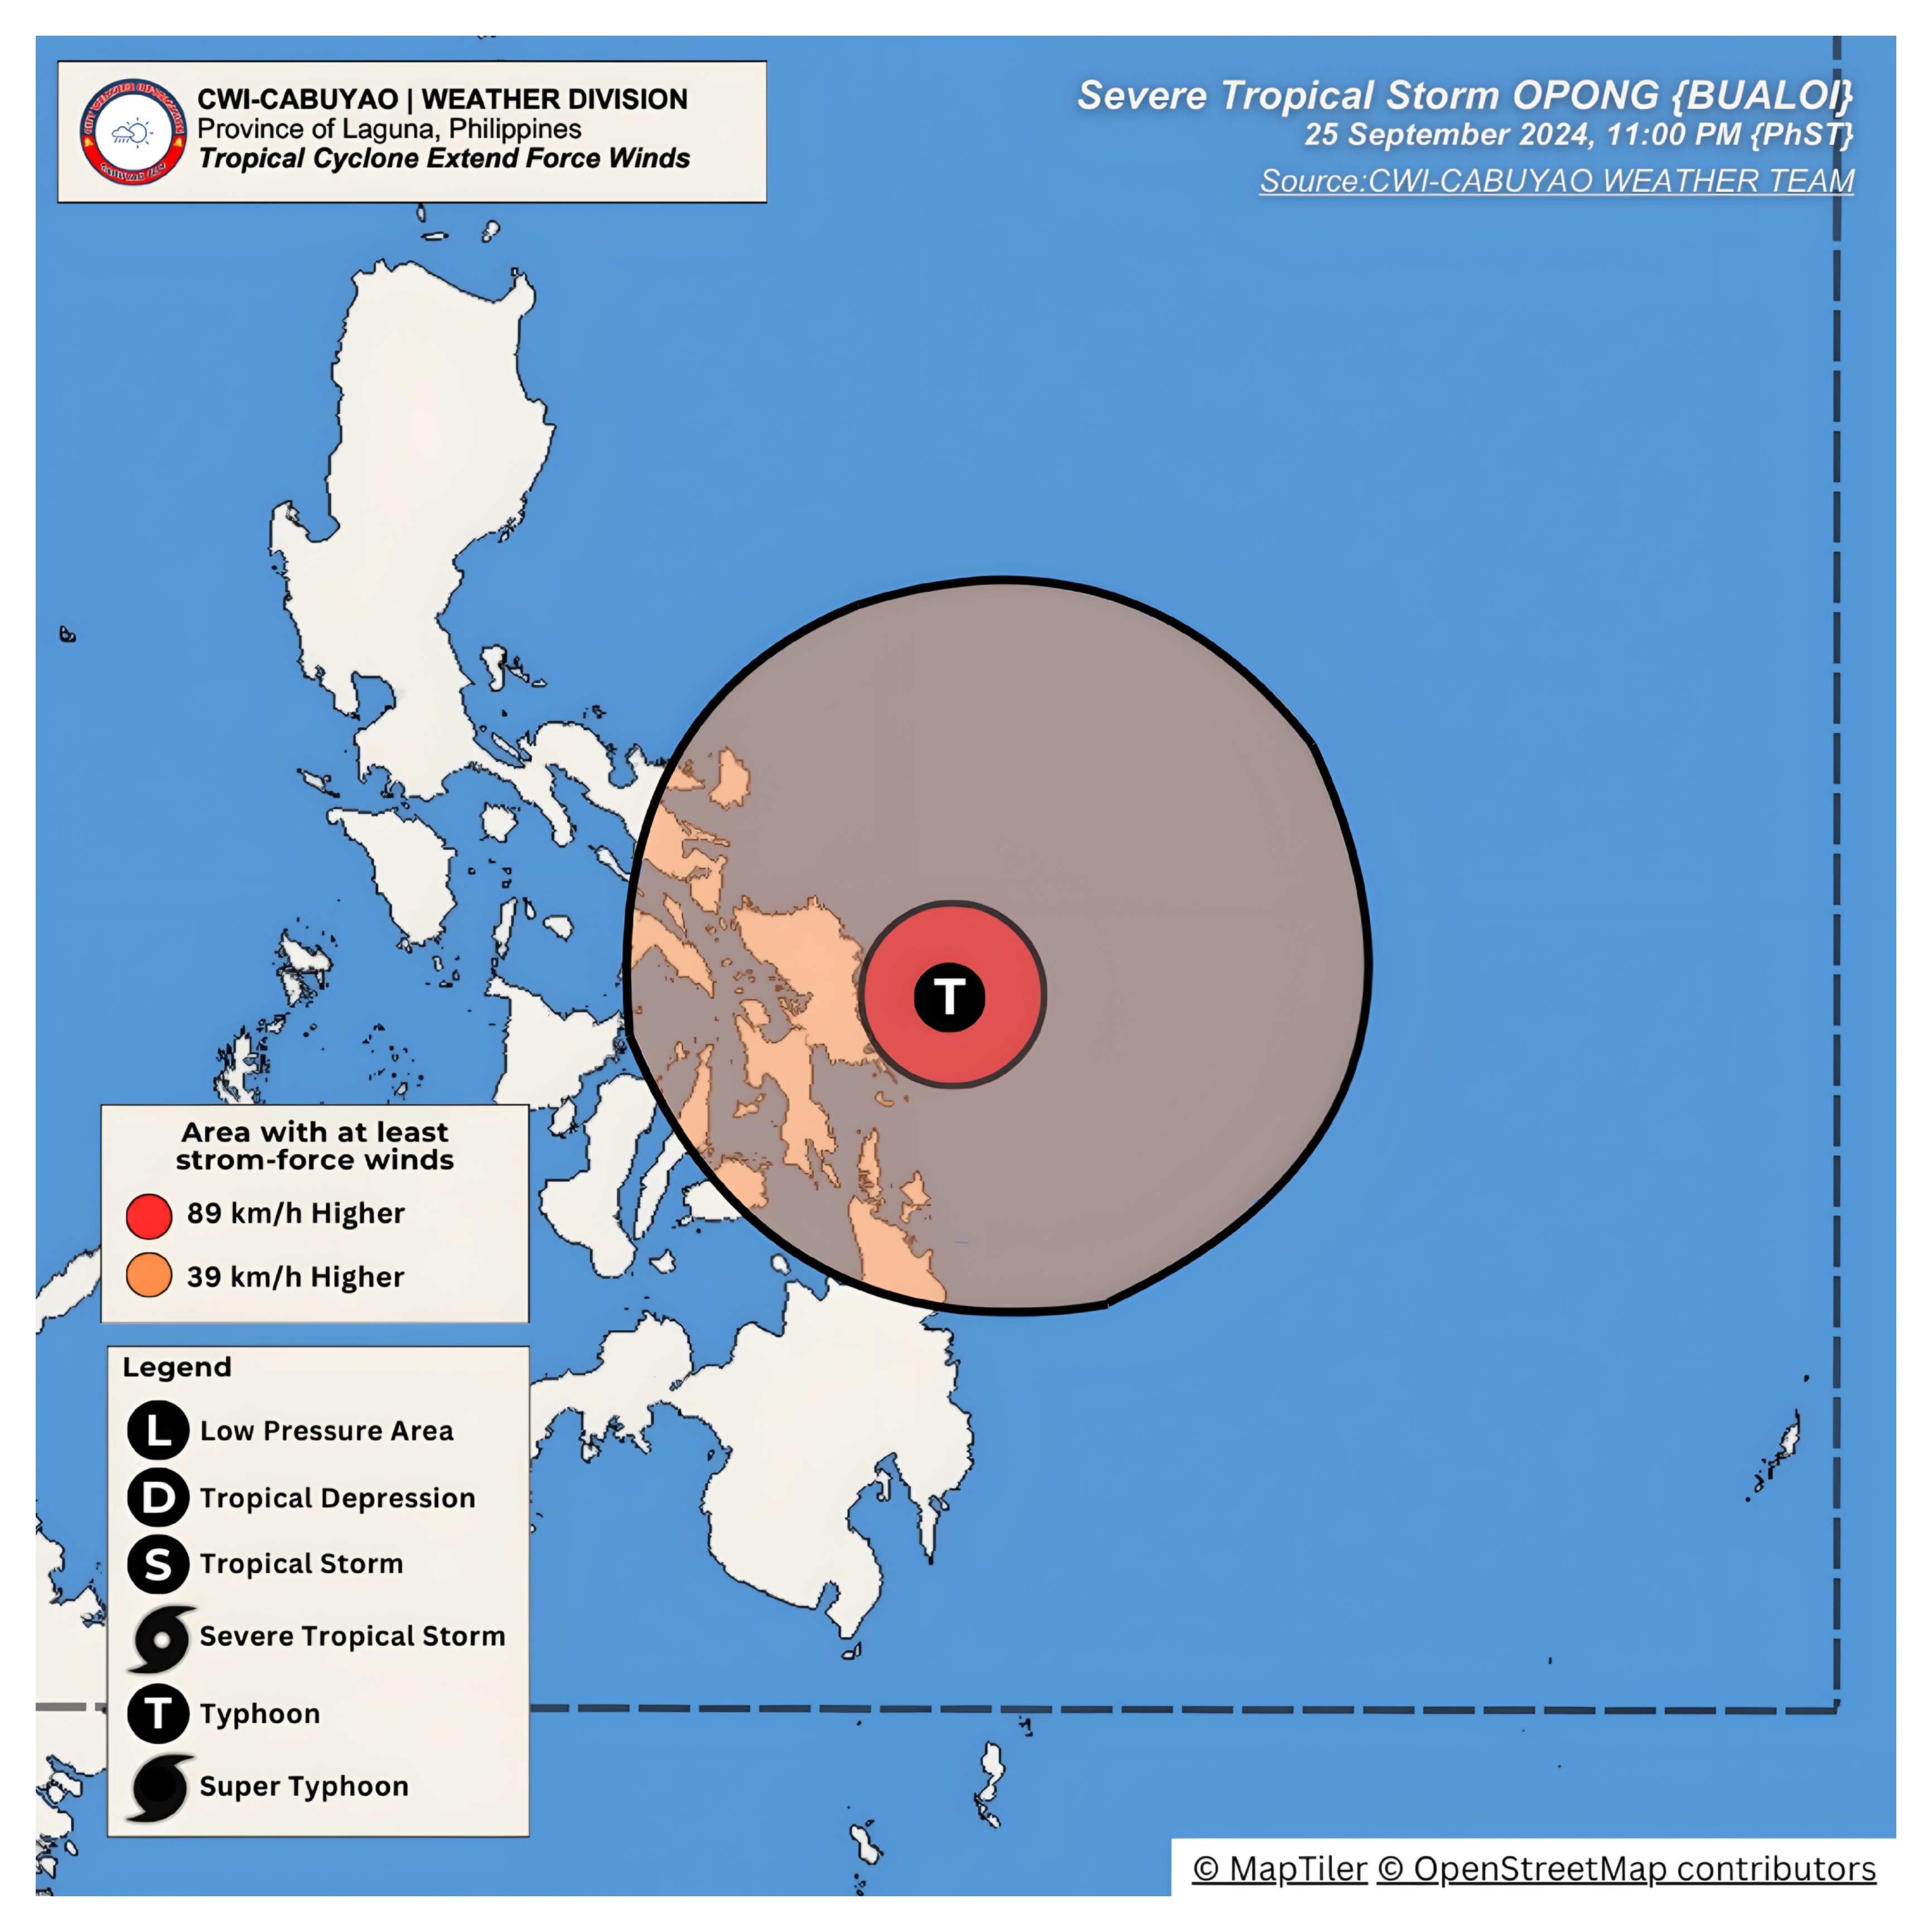 CWI-CABUYAO | WEATHER DIVISION
Province of Laguna, Philippines
Tropical Cyclone Extend Force Winds
Severe Tropical Storm OPONG {BUALOI}
25 September 2024, 11:00 PM {PhST}
Source:CWI-CABUYAO WEATHER TEAM
T
Area with at least
strom-force winds
89 km/h Higher
39 km/h Higher
Legend
L Low Pressure Area
D Tropical Depression
S Tropical Storm
Severe Tropical Storm
T Typhoon
Super Typhoon
© MapTiler © OpenStreetMap contributors